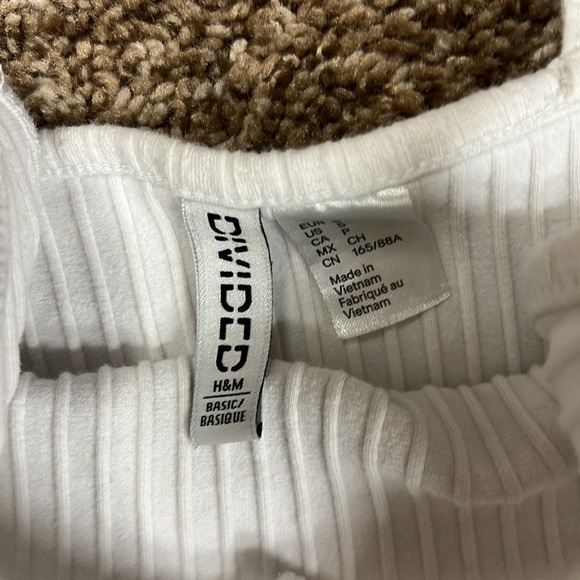 DIVIDED
H&M
BASIC/
BASIQUE
EUR S
US
CA P
MX CH
CN 165/88A
Made in
Vietnam
Fabriqué au
Vietnam